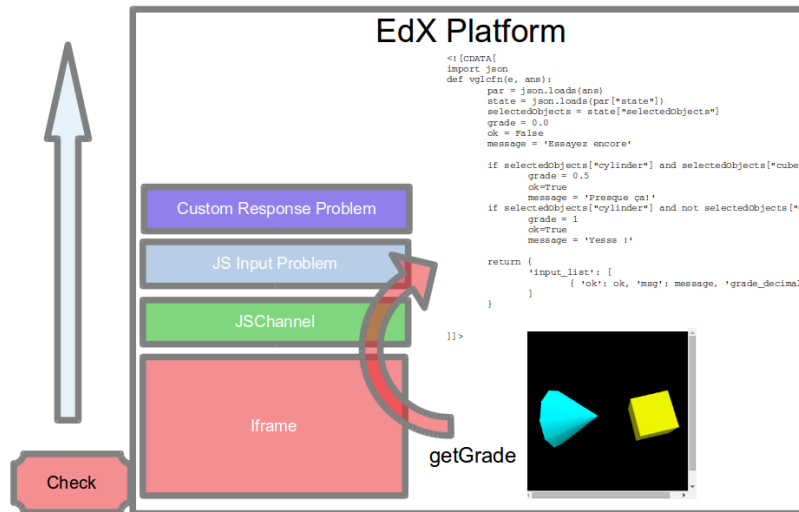 EdX Platform
<![CDATA[
import json
def vglcfn(e, ans):
par = json.loads(ans)
state = json.loads(par["state"])
selectedObjects = state["selectedObjects"]
grade = 0.0
ok = False
message = 'Essayez encore'
if selectedObjects["cylinder"] and selectedObjects["cube
grade = 0.5
ok=True
message = 'Presque ça!'
if selectedObjects["cylinder"] and not selectedObjects["
grade = 1
ok=True
message = 'Yesss !'
return {
'input_list': [
{ 'ok': ok, 'msg': message, 'grade_decimal
]
}
]]>
Custom Response Problem
JS Input Problem
JSChannel
Iframe
getGrade
Check